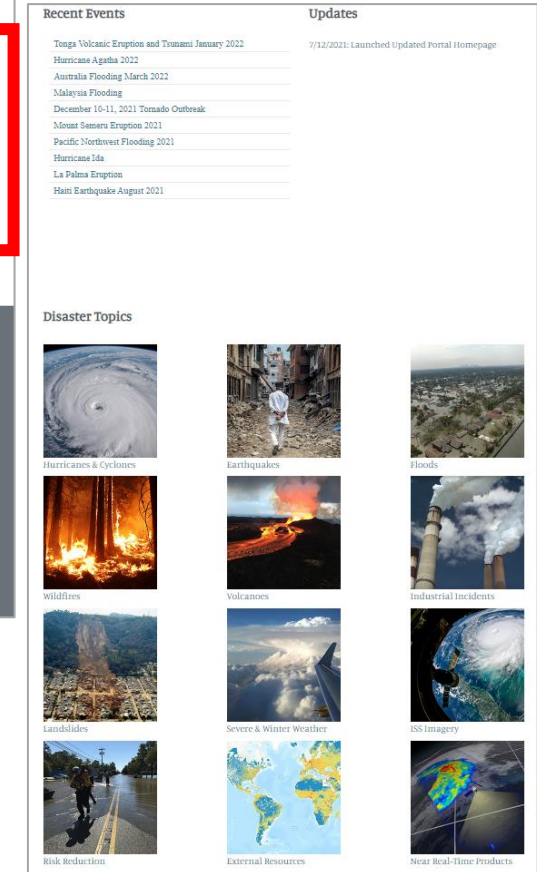 Recent Events
Updates
Tonga Volcanic Eruption and Tsunami January 2022
7/12/2021: Launched Updated Portal Homepage
Hurricane Agatha 2022
Australia Flooding March 2022
Malaysia Flooding
December 10-11, 2021 Tornado Outbreak
Mount Semeru Eruption 2021
Pacific Northwest Flooding 2021
Hurricane Ida
La Palma Eruption
Haiti Earthquake August 2021
Disaster Topics
Hurricanes & Cyclones
Earthquakes
Floods
Wildfires
Volcanoes
Industrial Incidents
Landslides
Severe & Winter Weather
ISS Imagery
Risk Reduction
External Resources
Near Real-Time Products